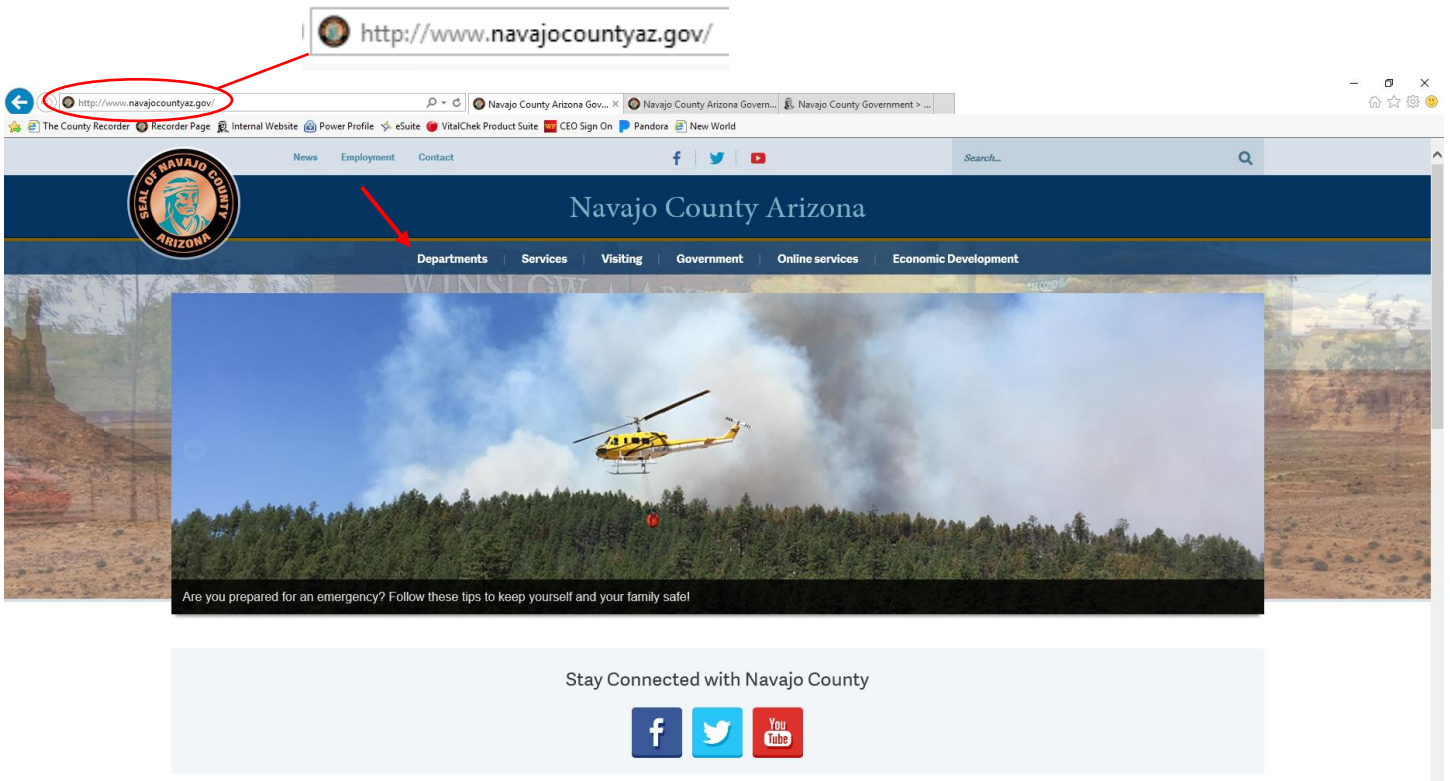 http://www.navajocountyaz.gov/
http://www.navajocountyaz.gov/
Navajo County Arizona Gov...
Navajo County Arizona Govern...
Navajo County Government > ...
The County Recorder Recorder Page Internal Website Power Profile eSuite VitalChek Product Suite WF CEO Sign On Pandora New World
News Employment Contact
Search...
SEAL OF NAVAJO COUNTY
ARIZONA
Navajo County Arizona
Departments Services Visiting Government Online services Economic Development
WINSLOW
Are you prepared for an emergency? Follow these tips to keep yourself and your family safe!
Stay Connected with Navajo County
You
Tube